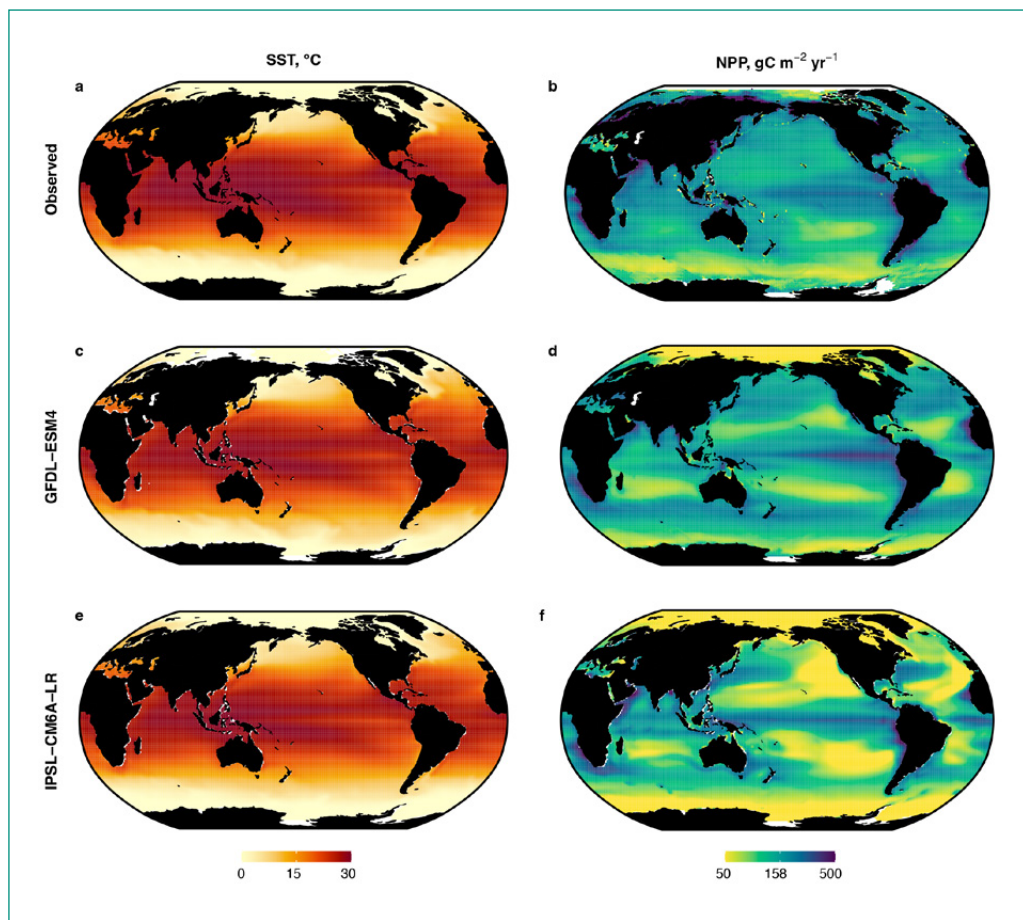 SST, °C
NPP, gC m⁻² yr⁻¹
a
b
Observed
c
d
GFDL−ESM4
e
f
IPSL−CM6A−LR
0 15 30
50 158 500